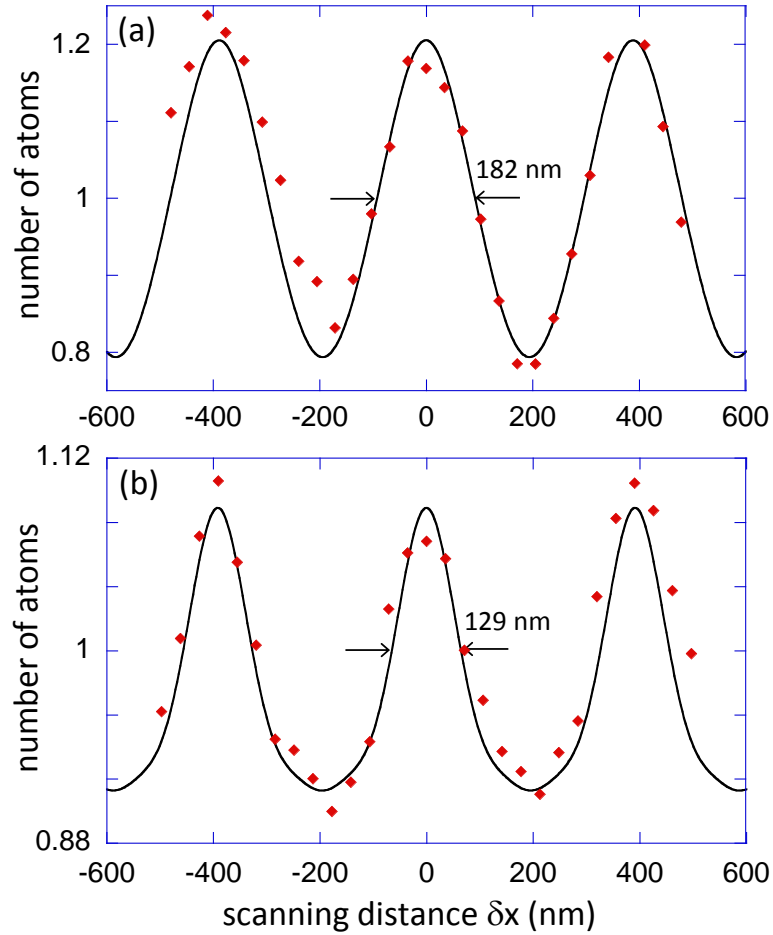 (a)
1.2
1
0.8
number of atoms
182 nm
-600 -400 -200 0 200 400 600
(b)
1.12
1
0.88
number of atoms
129 nm
-600 -400 -200 0 200 400 600
scanning distance δx (nm)